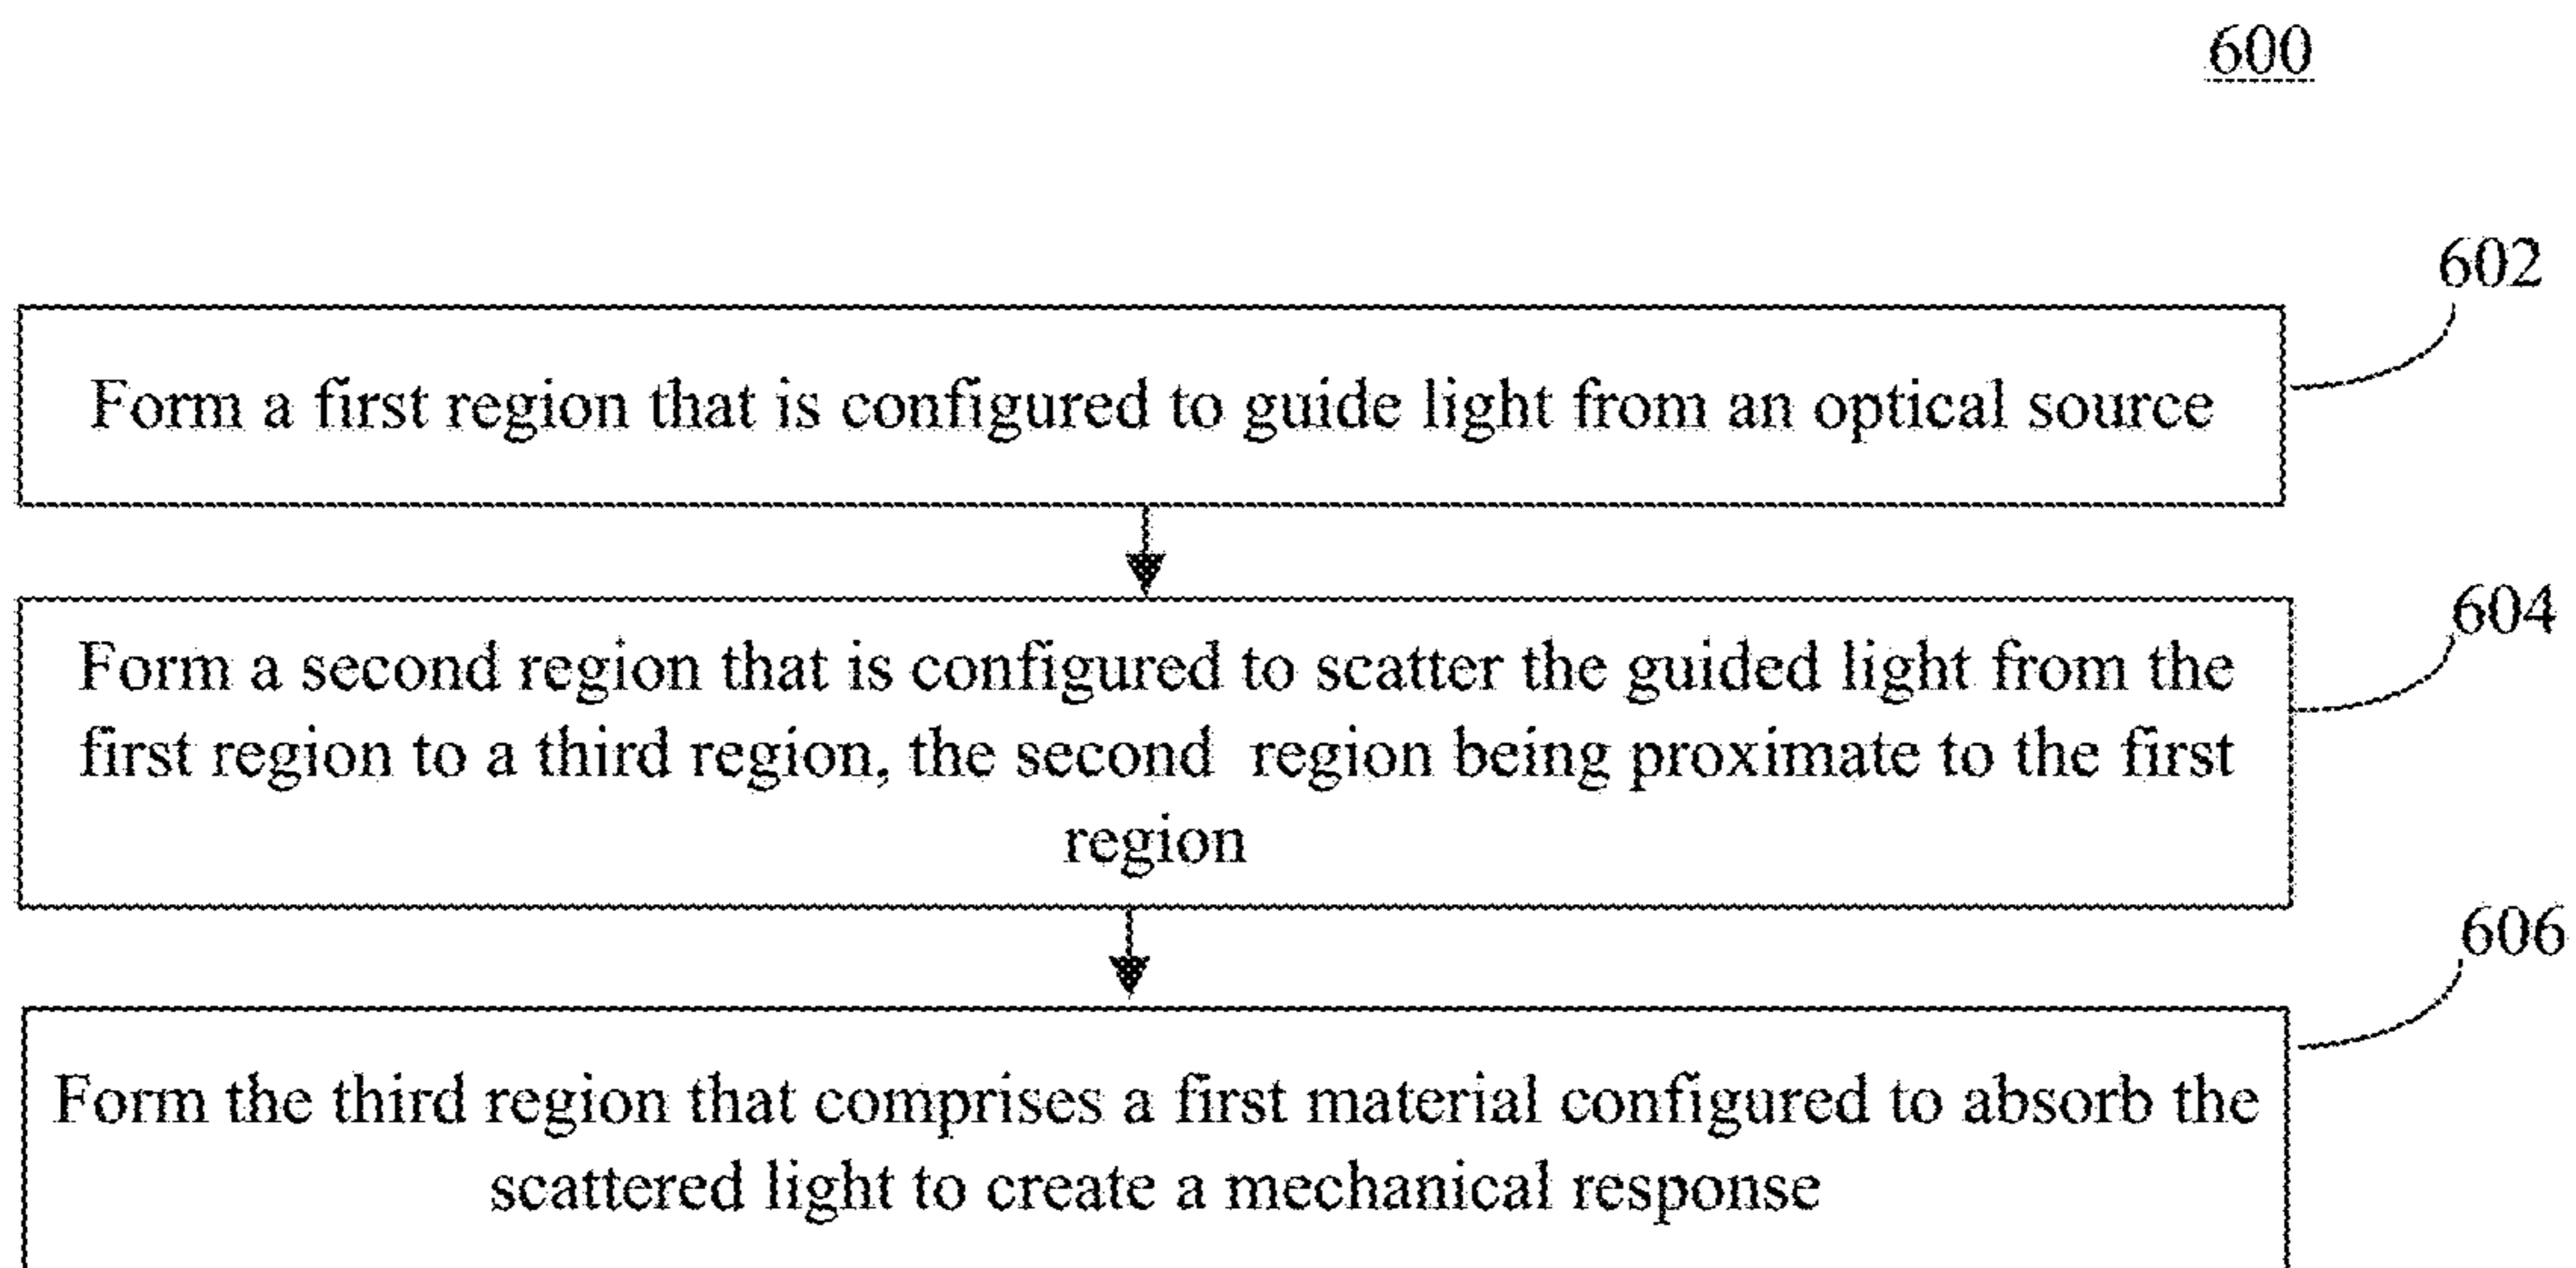 600
602
Form a first region that is configured to guide light from an optical source
604
Form a second region that is configured to scatter the guided light from the
first region to a third region, the second region being proximate to the first
region
606
Form the third region that comprises a first material configured to absorb the
scattered light to create a mechanical response